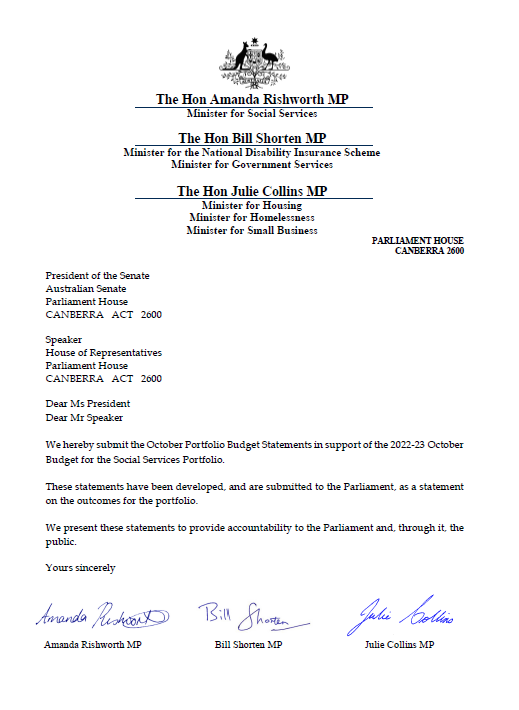 The Hon Amanda Rishworth MP
Minister for Social Services
The Hon Bill Shorten MP
Minister for the National Disability Insurance Scheme
Minister for Government Services
The Hon Julie Collins MP
Minister for Housing
Minister for Homelessness
Minister for Small Business
PARLIAMENT HOUSE
CANBERRA 2600
President of the Senate
Australian Senate
Parliament House
CANBERRA ACT 2600
Speaker
House of Representatives
Parliament House
CANBERRA ACT 2600
Dear Ms President
Dear Mr Speaker
We hereby submit the October Portfolio Budget Statements in support of the 2022-23 October
Budget for the Social Services Portfolio.
These statements have been developed, and are submitted to the Parliament, as a statement
on the outcomes for the portfolio.
We present these statements to provide accountability to the Parliament and, through it, the
public.
Yours sincerely
Amanda Rishworth Bill Shorten Julie Collins
Amanda Rishworth MP Bill Shorten MP Julie Collins MP